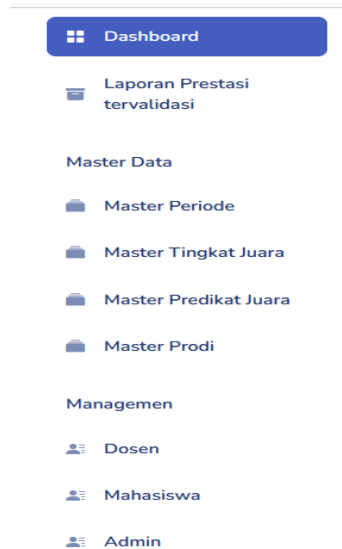 Dashboard
Laporan Prestasi
tervalidasi
Master Data
Master Periode
Master Tingkat Juara
Master Predikat Juara
Master Prodi
Managemen
Dosen
Mahasiswa
Admin